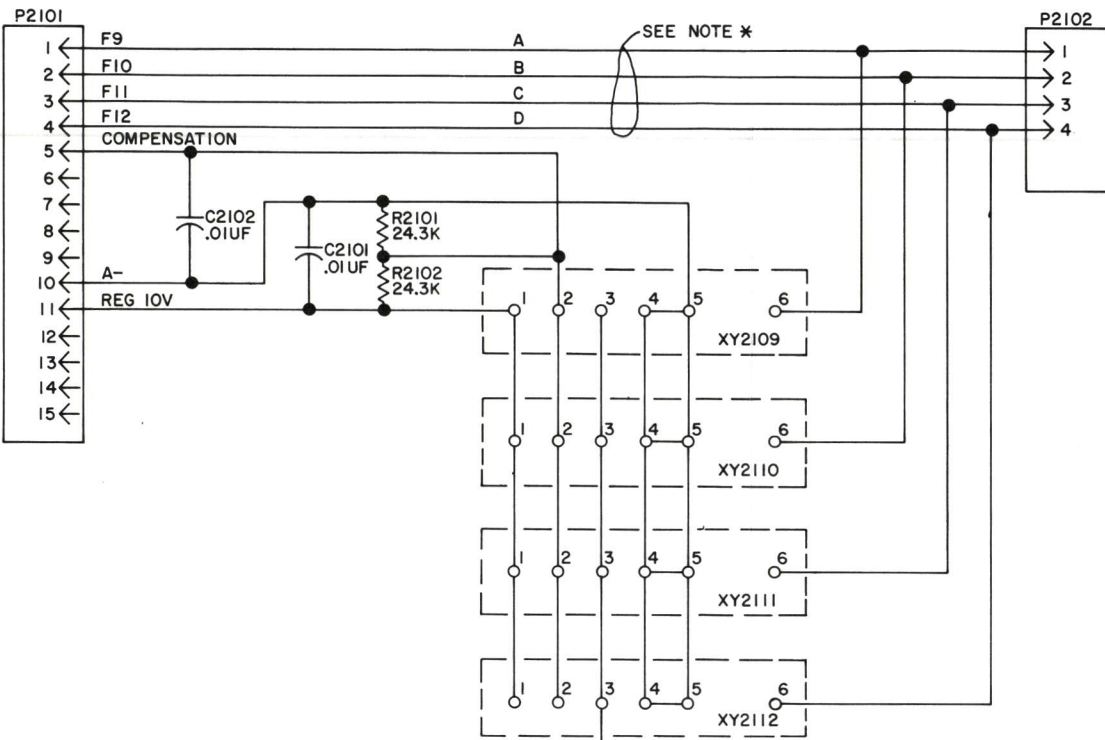 P2101
P2102
SEE NOTE *
1 F9 A 1
2 F10 B 2
3 F11 C 3
4 F12 D 4
5 COMPENSATION
6
7
8
9
10 A-
11 REG 10V
12
13
14
15
C2102
.01UF
C2101
.01UF
R2101
24.3K
R2102
24.3K
1 2 3 4 5 6
XY2109
1 2 3 4 5 6
XY2110
1 2 3 4 5 6
XY2111
1 2 3 4 5 6
XY2112